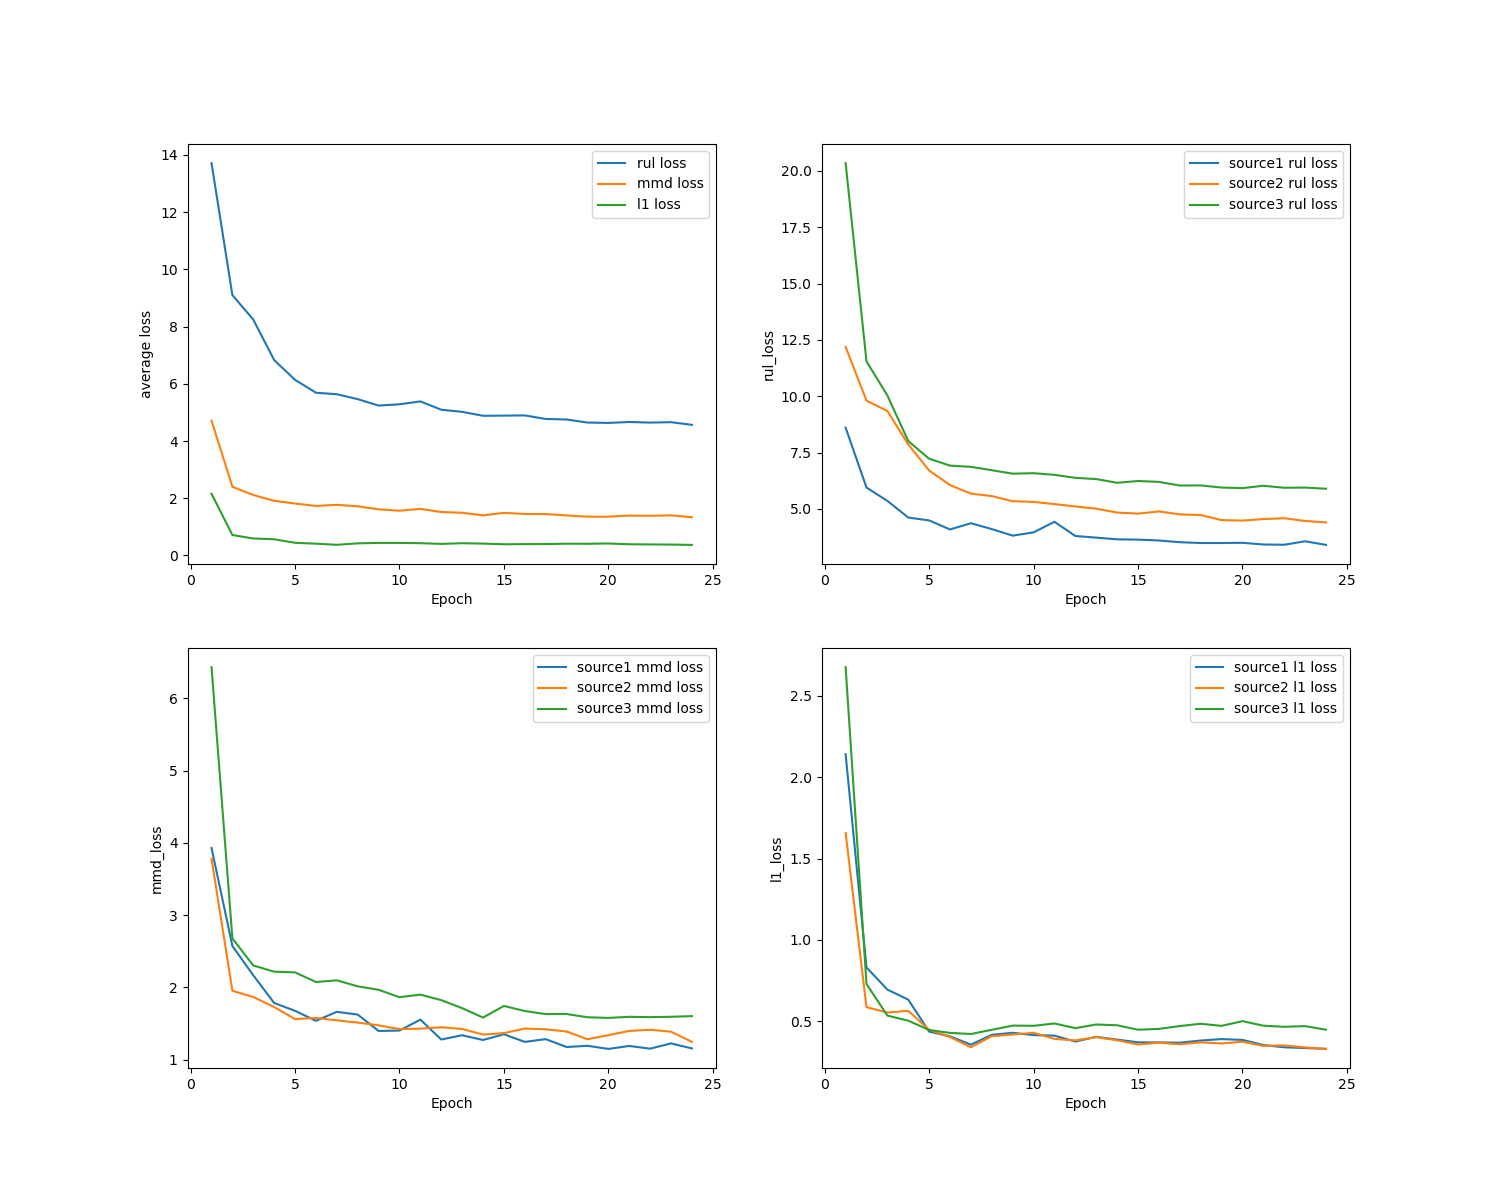 14
12
10
8
6
4
2
0
average loss
rul loss
mmd loss
l1 loss
0 5 10 15 20 25
Epoch
20.0
17.5
15.0
12.5
10.0
7.5
5.0
rul_loss
source1 rul loss
source2 rul loss
source3 rul loss
0 5 10 15 20 25
Epoch
6
5
4
3
2
1
mmd_loss
source1 mmd loss
source2 mmd loss
source3 mmd loss
0 5 10 15 20 25
Epoch
2.5
2.0
1.5
1.0
0.5
l1_loss
source1 l1 loss
source2 l1 loss
source3 l1 loss
0 5 10 15 20 25
Epoch